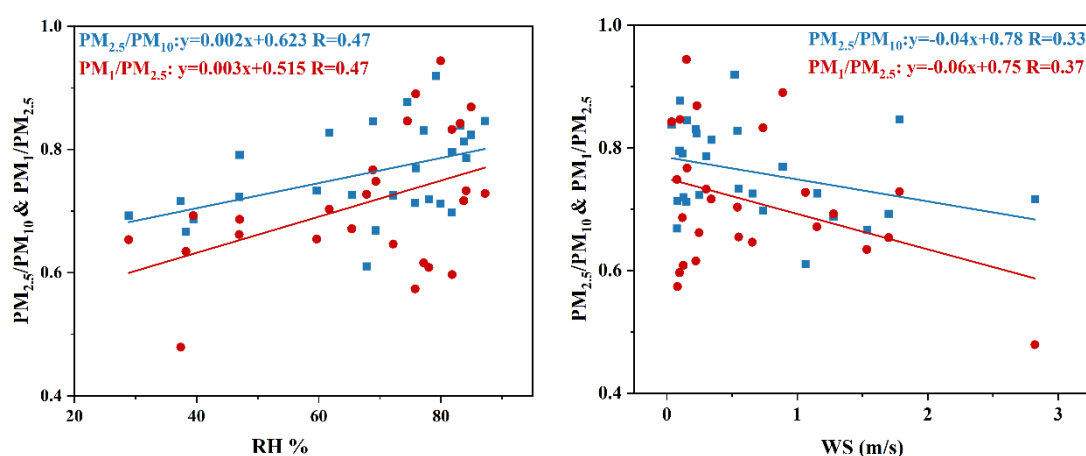 PM2.5/PM10:y=0.002x+0.623 R=0.47
PM1/PM2.5: y=0.003x+0.515 R=0.47
PM2.5/PM10 & PM1/PM2.5
1.0
0.8
0.6
0.4
20
40
60
80
RH %
PM2.5/PM10:y=-0.04x+0.78 R=0.33
PM1/PM2.5: y=-0.06x+0.75 R=0.37
PM2.5/PM10 & PM1/PM2.5
1.0
0.8
0.6
0.4
0
1
2
3
WS (m/s)